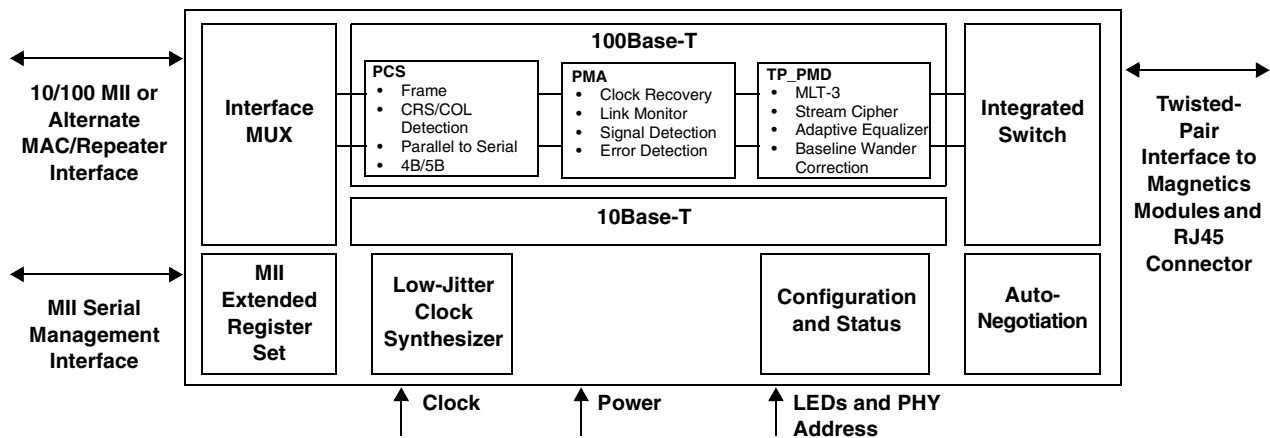 10/100 MII or
Alternate
MAC/Repeater
Interface
MII Serial
Management
Interface
Interface
MUX
100Base-T
PCS
• Frame
• CRS/COL
Detection
• Parallel to Serial
• 4B/5B
PMA
• Clock Recovery
• Link Monitor
• Signal Detection
• Error Detection
TP_PMD
• MLT-3
• Stream Cipher
• Adaptive Equalizer
• Baseline Wander
Correction
10Base-T
Integrated
Switch
MII
Extended
Register
Set
Low-Jitter
Clock
Synthesizer
Configuration
and Status
Auto-
Negotiation
Twisted-
Pair
Interface to
Magnetics
Modules and
RJ45
Connector
Clock
Power
LEDs and PHY
Address